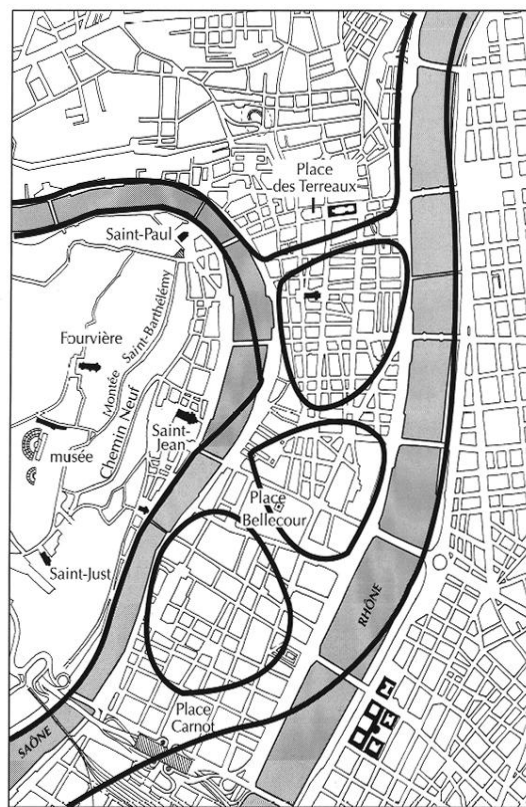 Place
des Terreaux
Saint-Paul
Fourvière
Montée
Saint-Barthélémy
Chemin Neuf
Saint-
Jean
musée
Place
Bellecour
Saint-Just
RHÔNE
Place
Carnot
SAÔNE